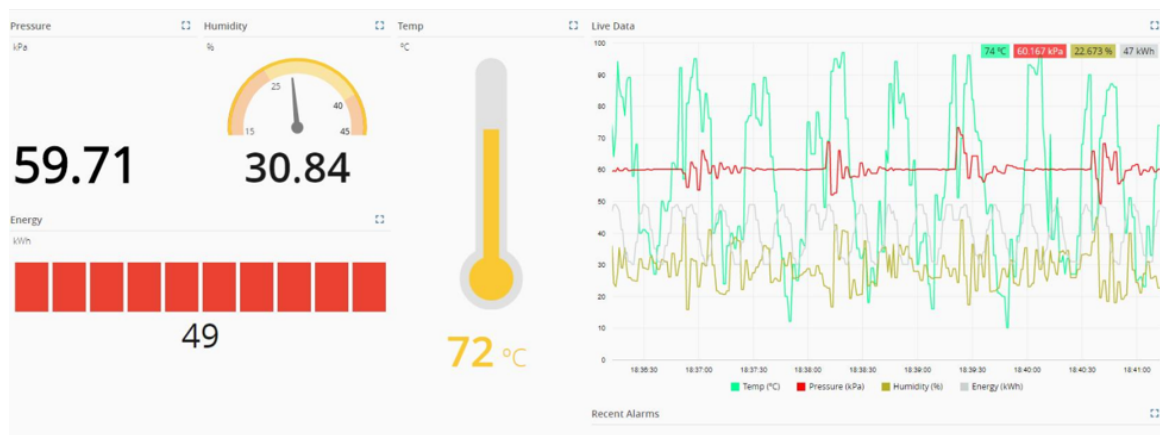 Pressure
kPa
59.71
Humidity
%
15
25
40
45
30.84
Energy
kWh
49
Temp
°C
72 °C
Live Data
74 °C 60.167 kPa 22.673 % 47 kWh
100
90
80
70
60
50
40
30
20
10
0
18:36:30 18:37:00 18:37:30 18:38:00 18:38:30 18:39:00 18:39:30 18:40:00 18:40:30 18:41:00
Temp (°C) Pressure (kPa) Humidity (%) Energy (kWh)
Recent Alarms